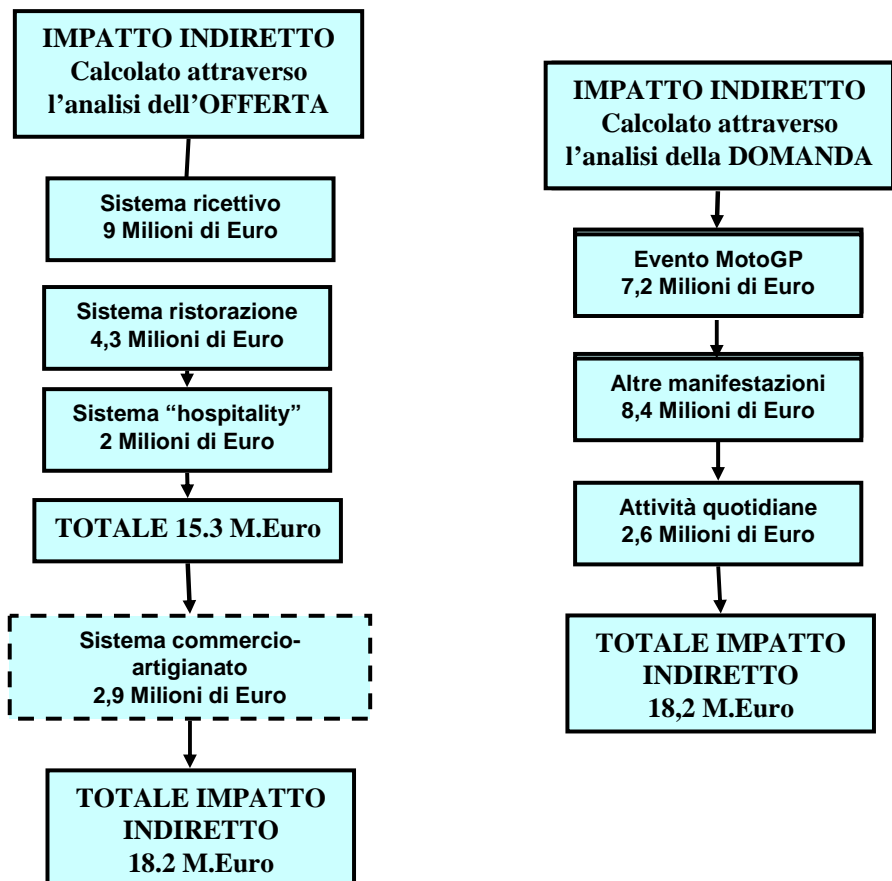 IMPATTO INDIRETTO
Calcolato attraverso
l’analisi dell’OFFERTA
Sistema ricettivo
9 Milioni di Euro
Sistema ristorazione
4,3 Milioni di Euro
Sistema “hospitality”
2 Milioni di Euro
TOTALE 15.3 M.Euro
Sistema commercio-
artigianato
2,9 Milioni di Euro
TOTALE IMPATTO
INDIRETTO
18.2 M.Euro
IMPATTO INDIRETTO
Calcolato attraverso
l’analisi della DOMANDA
Evento MotoGP
7,2 Milioni di Euro
Altre manifestazioni
8,4 Milioni di Euro
Attività quotidiane
2,6 Milioni di Euro
TOTALE IMPATTO
INDIRETTO
18,2 M.Euro